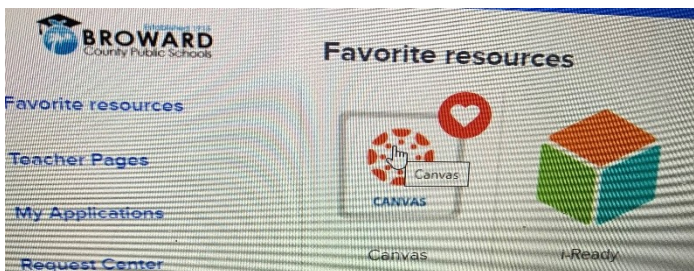 Established 1915
BROWARD
County Public Schools
Favorite resources
Favorite resources
Teacher Pages
My Applications
Request Center
Canvas
CANVAS
Canvas
i-Ready